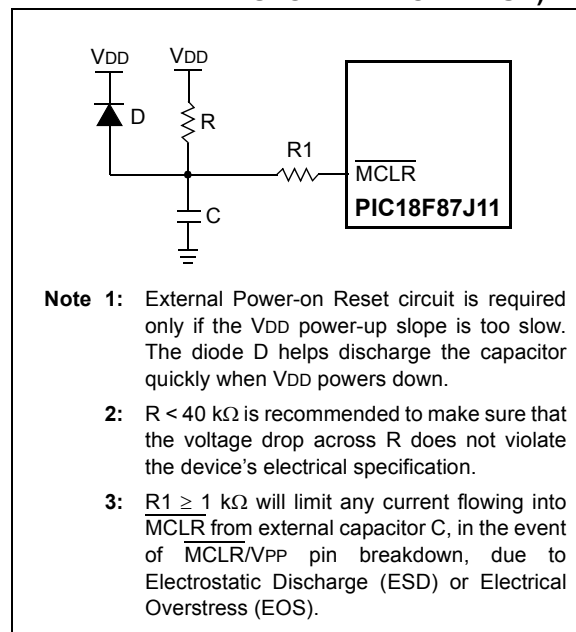 VDD
VDD
D
R
R1
MCLR
PIC18F87J11
C
Note 1: External Power-on Reset circuit is required
only if the VDD power-up slope is too slow.
The diode D helps discharge the capacitor
quickly when VDD powers down.
2: R < 40 kΩ is recommended to make sure that
the voltage drop across R does not violate
the device's electrical specification.
3: R1 ≥ 1 kΩ will limit any current flowing into
MCLR from external capacitor C, in the event
of MCLR/VPP pin breakdown, due to
Electrostatic Discharge (ESD) or Electrical
Overstress (EOS).